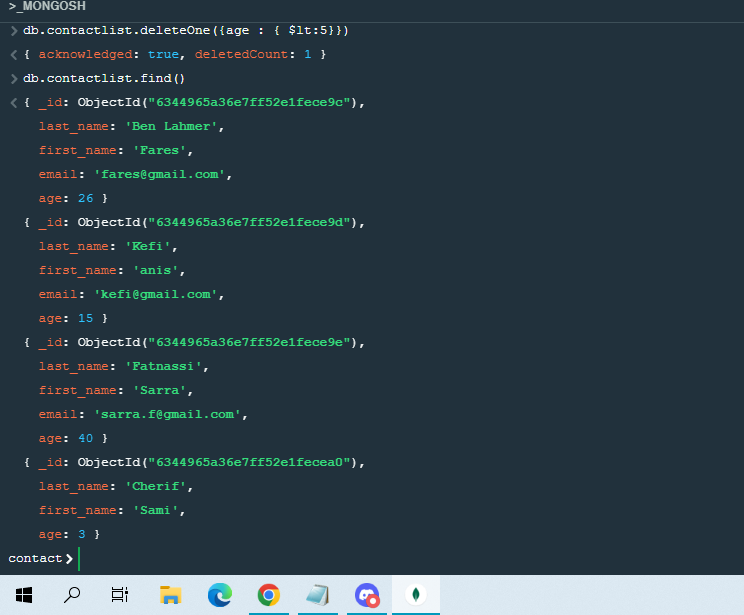 >_MONGOSH
> db.contactlist.deleteOne({age : { $lt:5}})
< { acknowledged: true, deletedCount: 1 }
> db.contactlist.find()
< { _id: ObjectId("6344965a36e7ff52e1fece9c"),
last_name: 'Ben Lahmer',
first_name: 'Fares',
email: 'fares@gmail.com',
age: 26 }
{ _id: ObjectId("6344965a36e7ff52e1fece9d"),
last_name: 'Kefi',
first_name: 'anis',
email: 'kefi@gmail.com',
age: 15 }
{ _id: ObjectId("6344965a36e7ff52e1fece9e"),
last_name: 'Fatnassi',
first_name: 'Sarra',
email: 'sarra.f@gmail.com',
age: 40 }
{ _id: ObjectId("6344965a36e7ff52e1fecea0"),
last_name: 'Cherif',
first_name: 'Sami',
age: 3 }
contact>